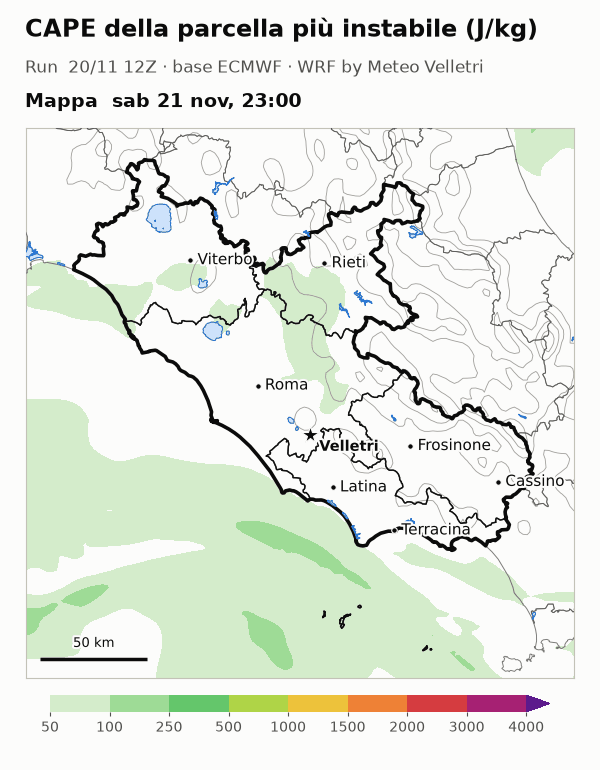 CAPE della parcella più instabile (J/kg)
Run  20/11 12Z · base ECMWF · WRF by Meteo Velletri
Mappa  sab 21 nov, 23:00
Viterbo
Rieti
Roma
Velletri
Frosinone
Cassino
Latina
Terracina
50 km
50 100 250 500 1000 1500 2000 3000 4000